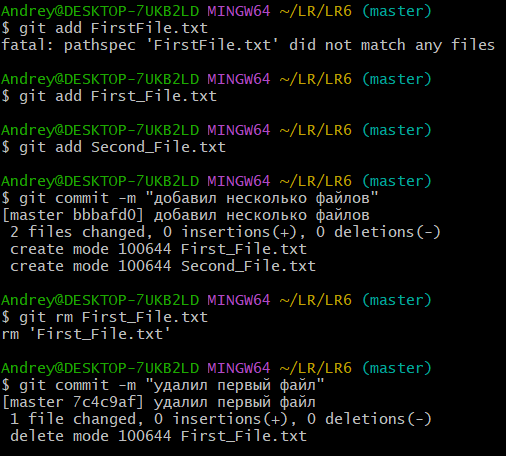 Andrey@DESKTOP-7UKB2LD MINGW64 ~/LR/LR6 (master)
$ git add FirstFile.txt
fatal: pathspec 'FirstFile.txt' did not match any files
Andrey@DESKTOP-7UKB2LD MINGW64 ~/LR/LR6 (master)
$ git add First_File.txt
Andrey@DESKTOP-7UKB2LD MINGW64 ~/LR/LR6 (master)
$ git add Second_File.txt
Andrey@DESKTOP-7UKB2LD MINGW64 ~/LR/LR6 (master)
$ git commit -m "добавил несколько файлов"
[master bbbafd0] добавил несколько файлов
 2 files changed, 0 insertions(+), 0 deletions(-)
 create mode 100644 First_File.txt
 create mode 100644 Second_File.txt
Andrey@DESKTOP-7UKB2LD MINGW64 ~/LR/LR6 (master)
$ git rm First_File.txt
rm 'First_File.txt'
Andrey@DESKTOP-7UKB2LD MINGW64 ~/LR/LR6 (master)
$ git commit -m "удалил первый файл"
[master 7c4c9af] удалил первый файл
 1 file changed, 0 insertions(+), 0 deletions(-)
 delete mode 100644 First_File.txt